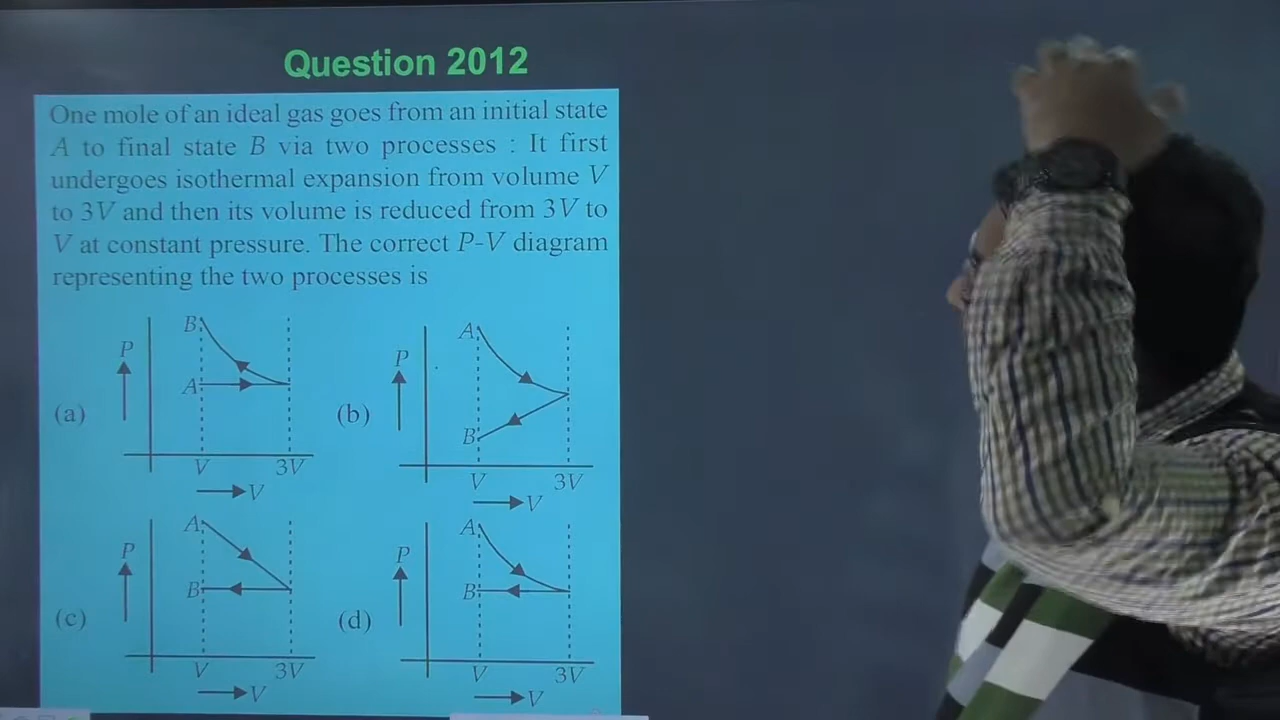 Question 2012
One mole of an ideal gas goes from an initial state
A to final state B via two processes : It first
undergoes isothermal expansion from volume V
to 3V and then its volume is reduced from 3V to
V at constant pressure. The correct P-V diagram
representing the two processes is
(a)
P
B
A
V
3V
V
(b)
P
A
B
V
3V
V
(c)
P
A
B
V
3V
V
(d)
P
A
B
V
3V
V